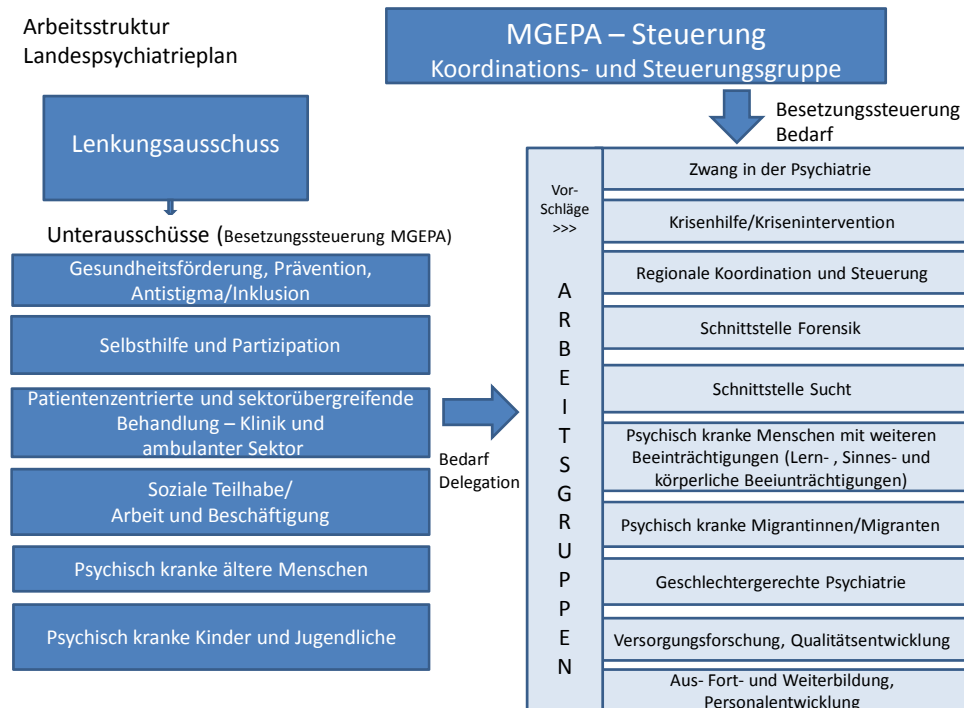 Arbeitsstruktur
Landespsychiatrieplan
MGEPA – Steuerung
Koordinations- und Steuerungsgruppe
Besetzungssteuerung
Bedarf
Lenkungsausschuss
Unterausschüsse (Besetzungssteuerung MGEPA)
Gesundheitsförderung, Prävention,
Antistigma/Inklusion
Selbsthilfe und Partizipation
Patientenzentrierte und sektorübergreifende
Behandlung – Klinik und
ambulanter Sektor
Soziale Teilhabe/
Arbeit und Beschäftigung
Psychisch kranke ältere Menschen
Psychisch kranke Kinder und Jugendliche
Bedarf
Delegation
Vor-
Schläge
>>>
A
R
B
E
I
T
S
G
R
U
P
P
E
N
Zwang in der Psychiatrie
Krisenhilfe/Krisenintervention
Regionale Koordination und Steuerung
Schnittstelle Forensik
Schnittstelle Sucht
Psychisch kranke Menschen mit weiteren
Beeinträchtigungen (Lern- , Sinnes- und
körperliche Beeiunträchtigungen)
Psychisch kranke Migrantinnen/Migranten
Geschlechtergerechte Psychiatrie
Versorgungsforschung, Qualitätsentwicklung
Aus- Fort- und Weiterbildung,
Personalentwicklung